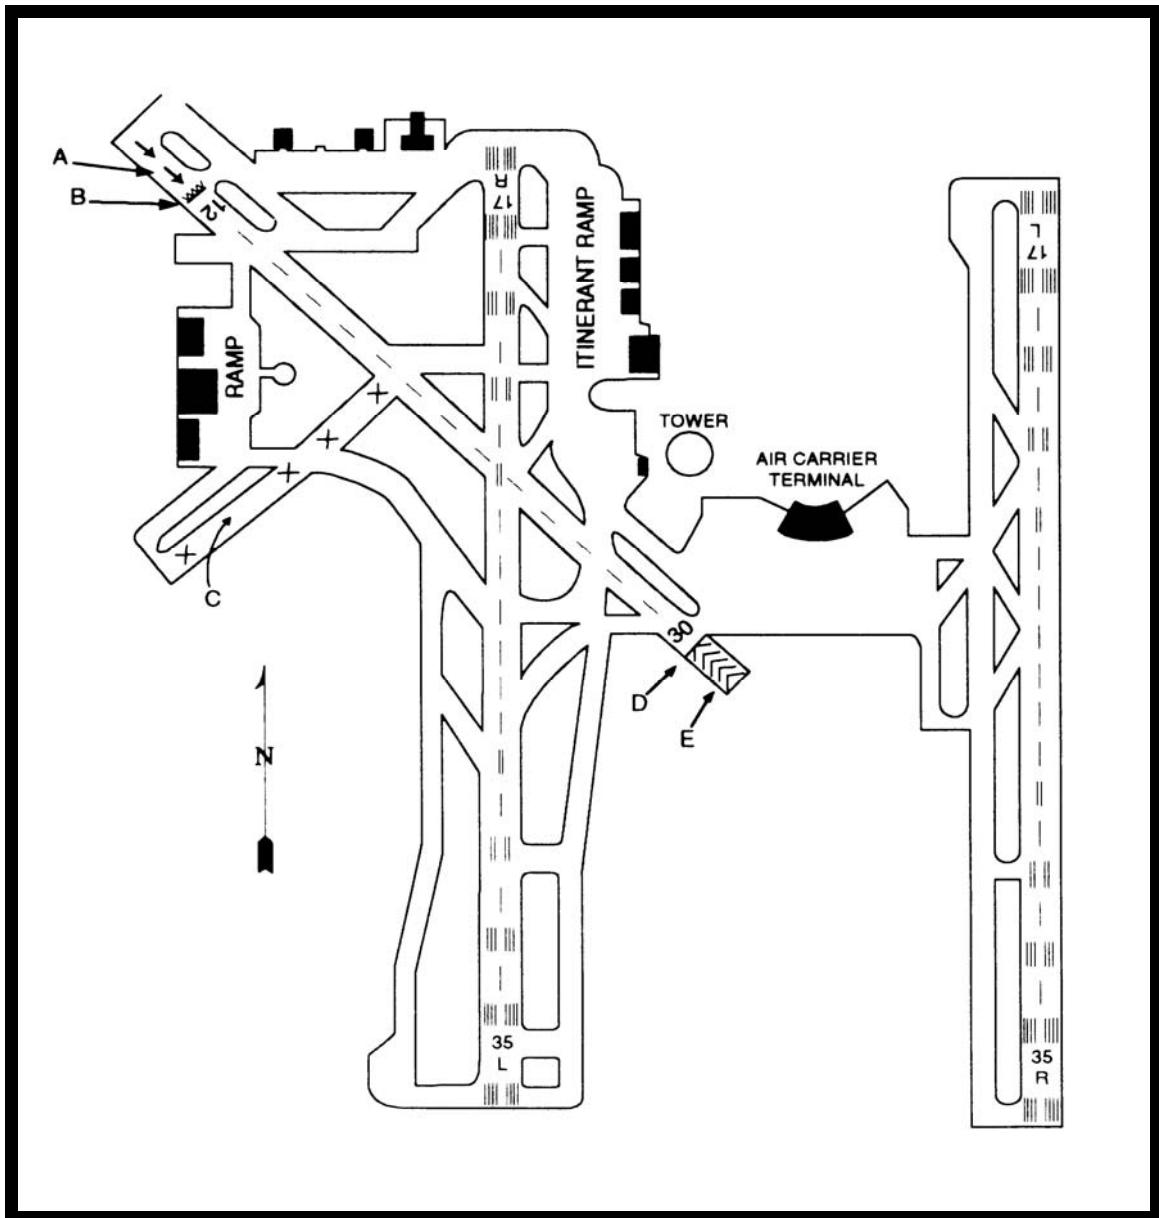 A
B
12
R
17
ITINERANT RAMP
L
17
RAMP
TOWER
AIR CARRIER
TERMINAL
C
30
D
E
N
35
L
35
R